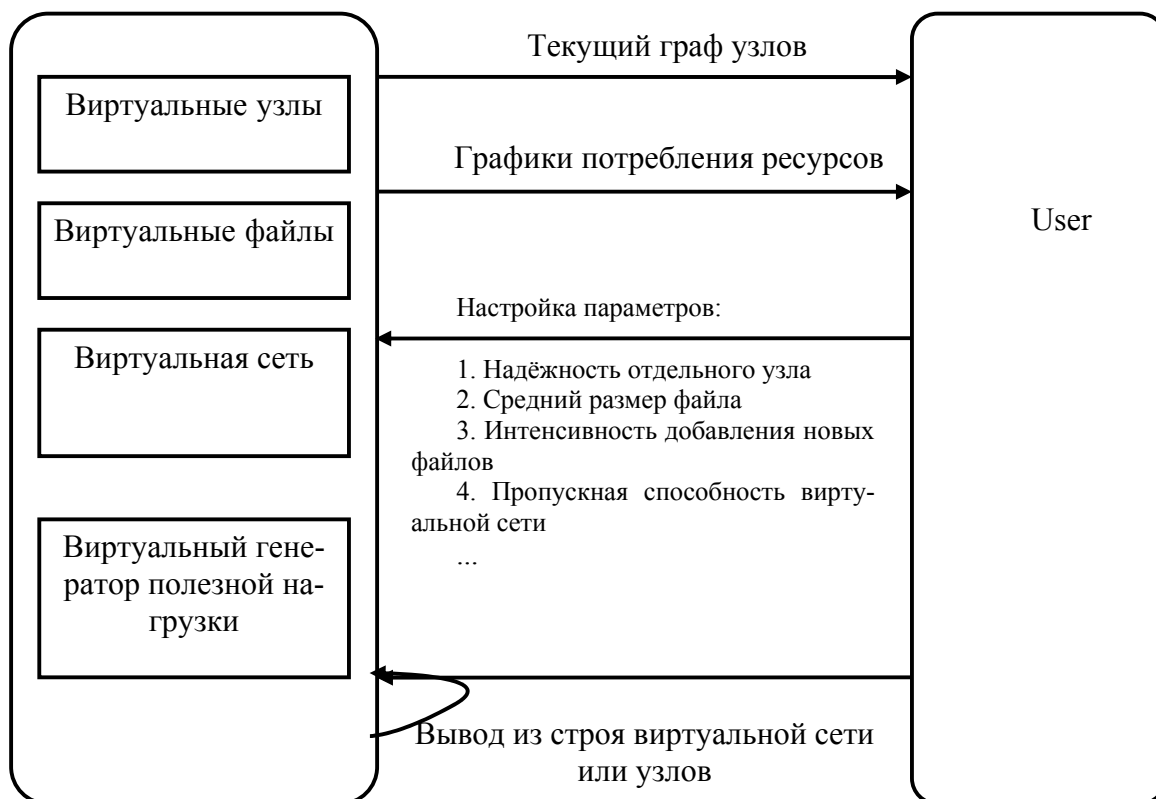 Текущий граф узлов
Виртуальные узлы
Графики потребления ресурсов
Виртуальные файлы
User
Настройка параметров:
Виртуальная сеть
1. Надёжность отдельного узла
2. Средний размер файла
3. Интенсивность добавления новых
файлов
4. Пропускная способность вирту-
альной сети
...
Виртуальный гене-
ратор полезной на-
грузки
Вывод из строя виртуальной сети
или узлов